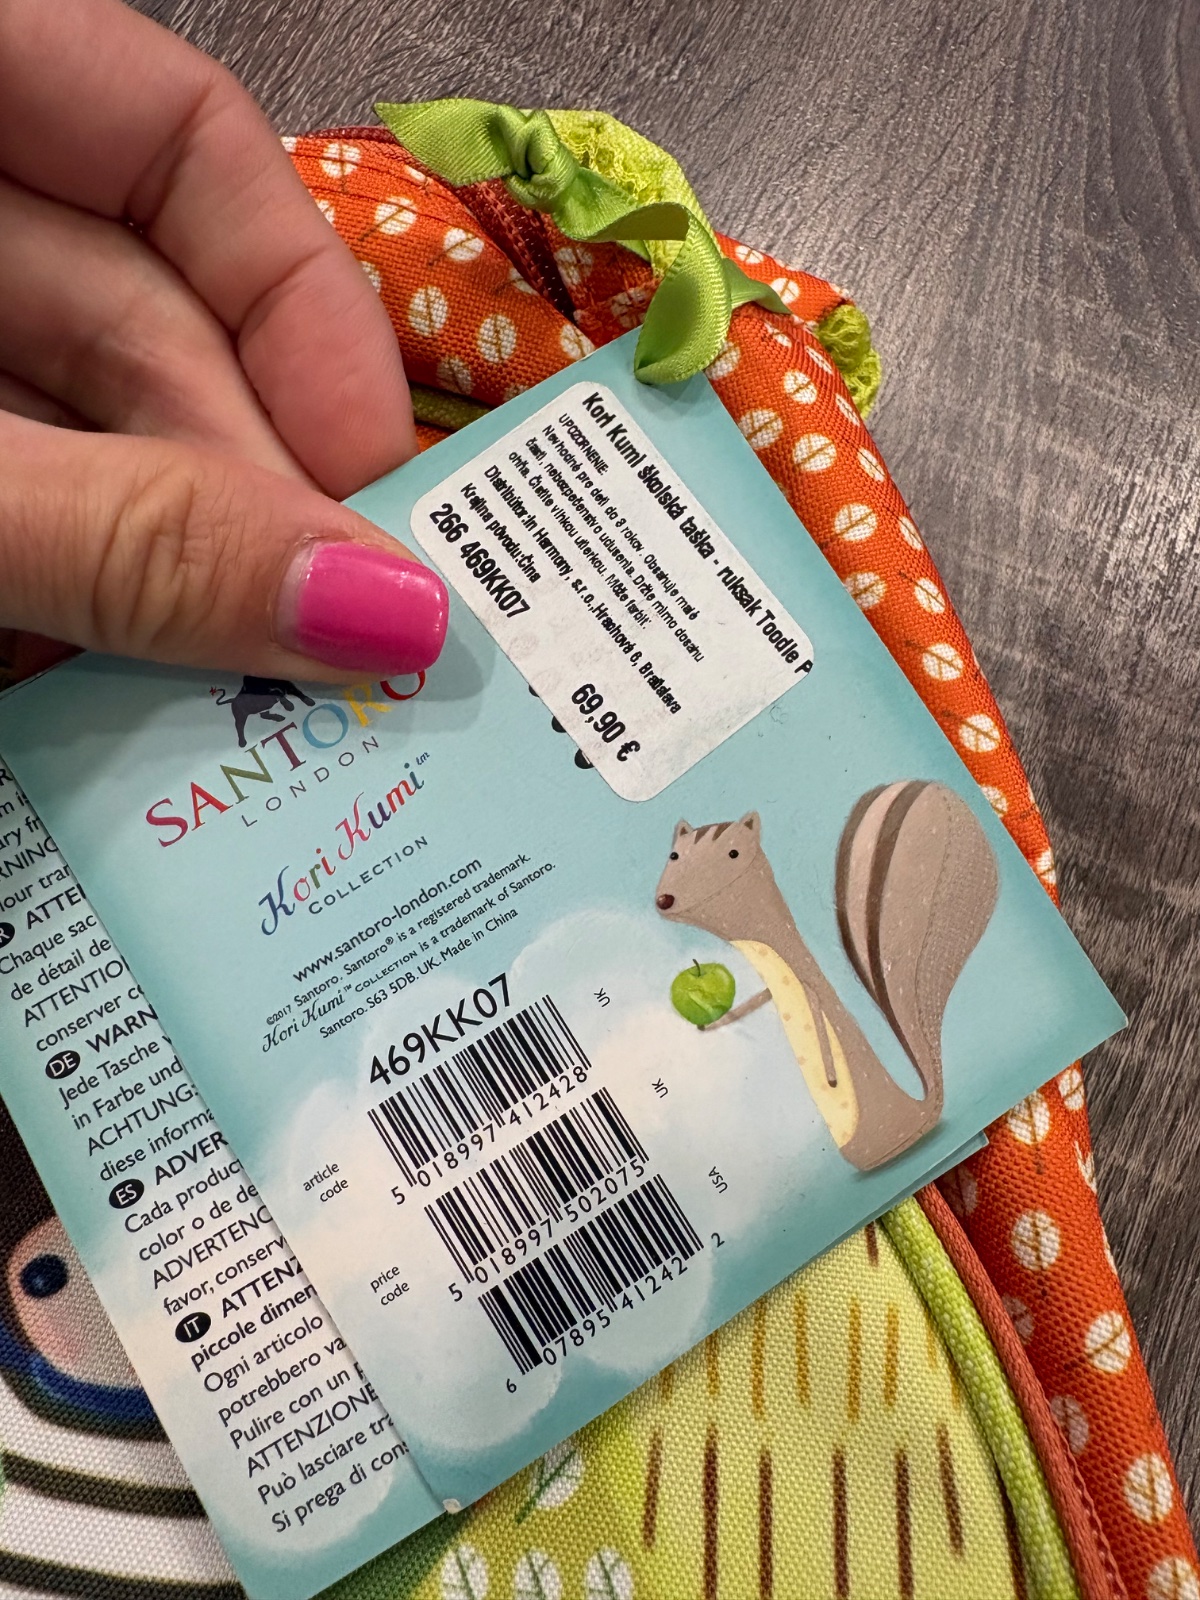 Kori Kumi školská taška - ruksak Toodle P
UPOZORNENIE:
Nevhodné pre deti do 3 rokov. Obsahuje malé
časti, nebezpečenstvo udusenia. Držte mimo dosahu
ohňa. Čistite vlhkou utierkou. Môže farbiť.
Distribútor:In Harmony, s.r.o.,Hrachová 6, Bratislava
Krajina pôvodu:Čína
266 469KK07
69,90 €
SANTORO
LONDON
Kori Kumi™
COLLECTION
www.santoro-london.com
©2017 Santoro. Santoro® is a registered trademark.
Kori Kumi™ COLLECTION is a trademark of Santoro.
Santoro. S63 5DB. UK. Made in China
469KK07
article
code
5 018997 412428
UK
5 018997 502075
UK
price
code
6 07895 41242 2
USA
ATTE
Chaque sac
de détail de
ATTENTIO
conserver c
DE WARN
Jede Tasche
in Farbe und
ACHTUNG:
diese informa
ES ADVER
Cada produc
color o de de
ADVERTENC
favor, conserv
IT ATTENZ
piccole dimen
Ogni articolo
potrebbero va
Pulire con un p
ATTENZIONE
Può lasciare tra
Si prega di cons